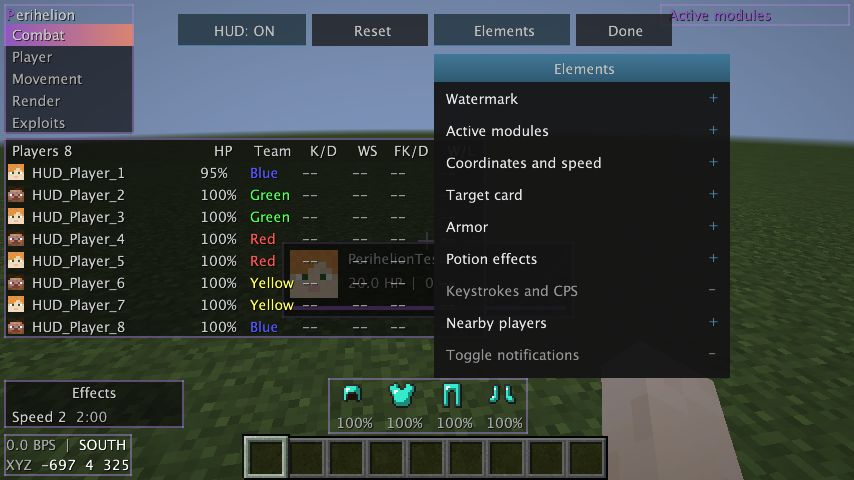 Perihelion
Combat
Player
Movement
Render
Exploits
HUD: ON
Reset
Elements
Done
Active modules
Elements
Watermark +
Active modules +
Coordinates and speed +
Target card +
Armor +
Potion effects +
Keystrokes and CPS -
Nearby players +
Toggle notifications -
Players 8 HP Team K/D WS FK/D
HUD_Player_1 95% Blue -- -- --
HUD_Player_2 100% Green -- -- --
HUD_Player_3 100% Green -- -- --
HUD_Player_4 100% Red -- -- --
HUD_Player_5 100% Red -- -- --
HUD_Player_6 100% Yellow -- -- --
HUD_Player_7 100% Yellow -- -- --
HUD_Player_8 100% Blue -- -- --
PerihelionTes
20.0 HP | 0
Effects
Speed 2 2:00
100% 100% 100% 100%
0.0 BPS | SOUTH
XYZ -697 4 325